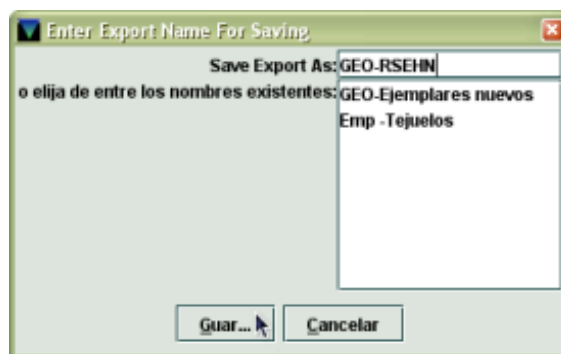 Enter Export Name For Saving
Save Export As: GEO-RSEHN
o elija de entre los nombres existentes: GEO-Ejemplares nuevos
Emp -Tejuelos
Guar... Cancelar